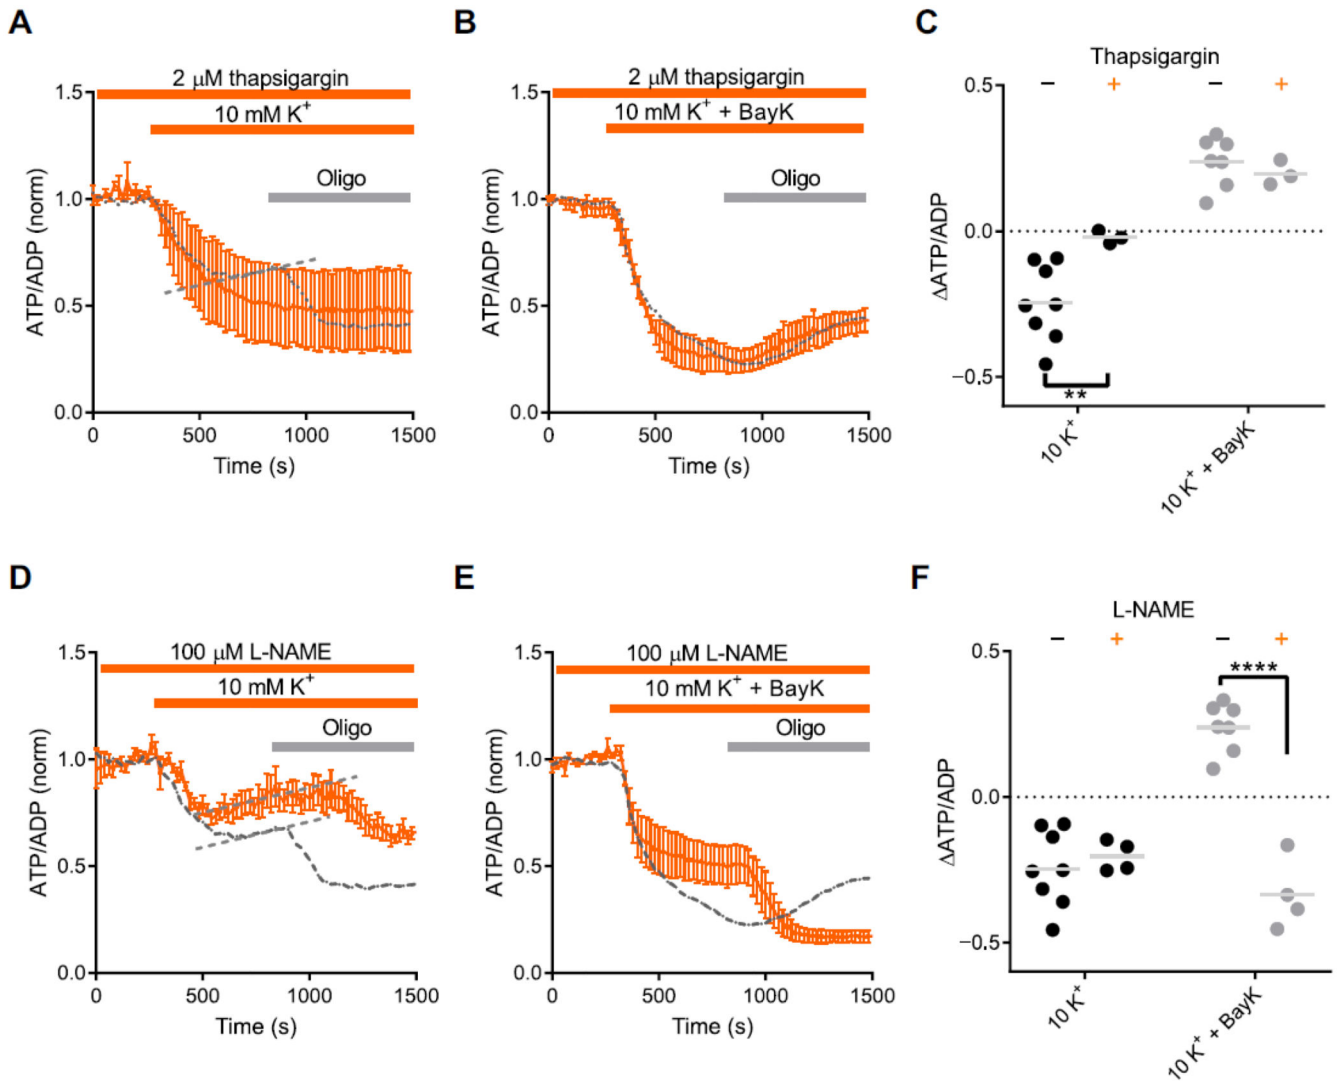 A
2 μM thapsigargin
10 mM K⁺
Oligo
ATP/ADP (norm)
1.5
1.0
0.5
0.0
0
500
1000
1500
Time (s)
B
2 μM thapsigargin
10 mM K⁺ + BayK
Oligo
ATP/ADP (norm)
1.5
1.0
0.5
0.0
0
500
1000
1500
Time (s)
C
Thapsigargin
− + − +
ΔATP/ADP
0.5
0.0
−0.5
**
10 K⁺
10 K⁺ + BayK
D
100 μM L-NAME
10 mM K⁺
Oligo
ATP/ADP (norm)
1.5
1.0
0.5
0.0
0
500
1000
1500
Time (s)
E
100 μM L-NAME
10 mM K⁺ + BayK
Oligo
ATP/ADP (norm)
1.5
1.0
0.5
0.0
0
500
1000
1500
Time (s)
F
L-NAME
− + − +
****
ΔATP/ADP
0.5
0.0
−0.5
10 K⁺
10 K⁺ + BayK